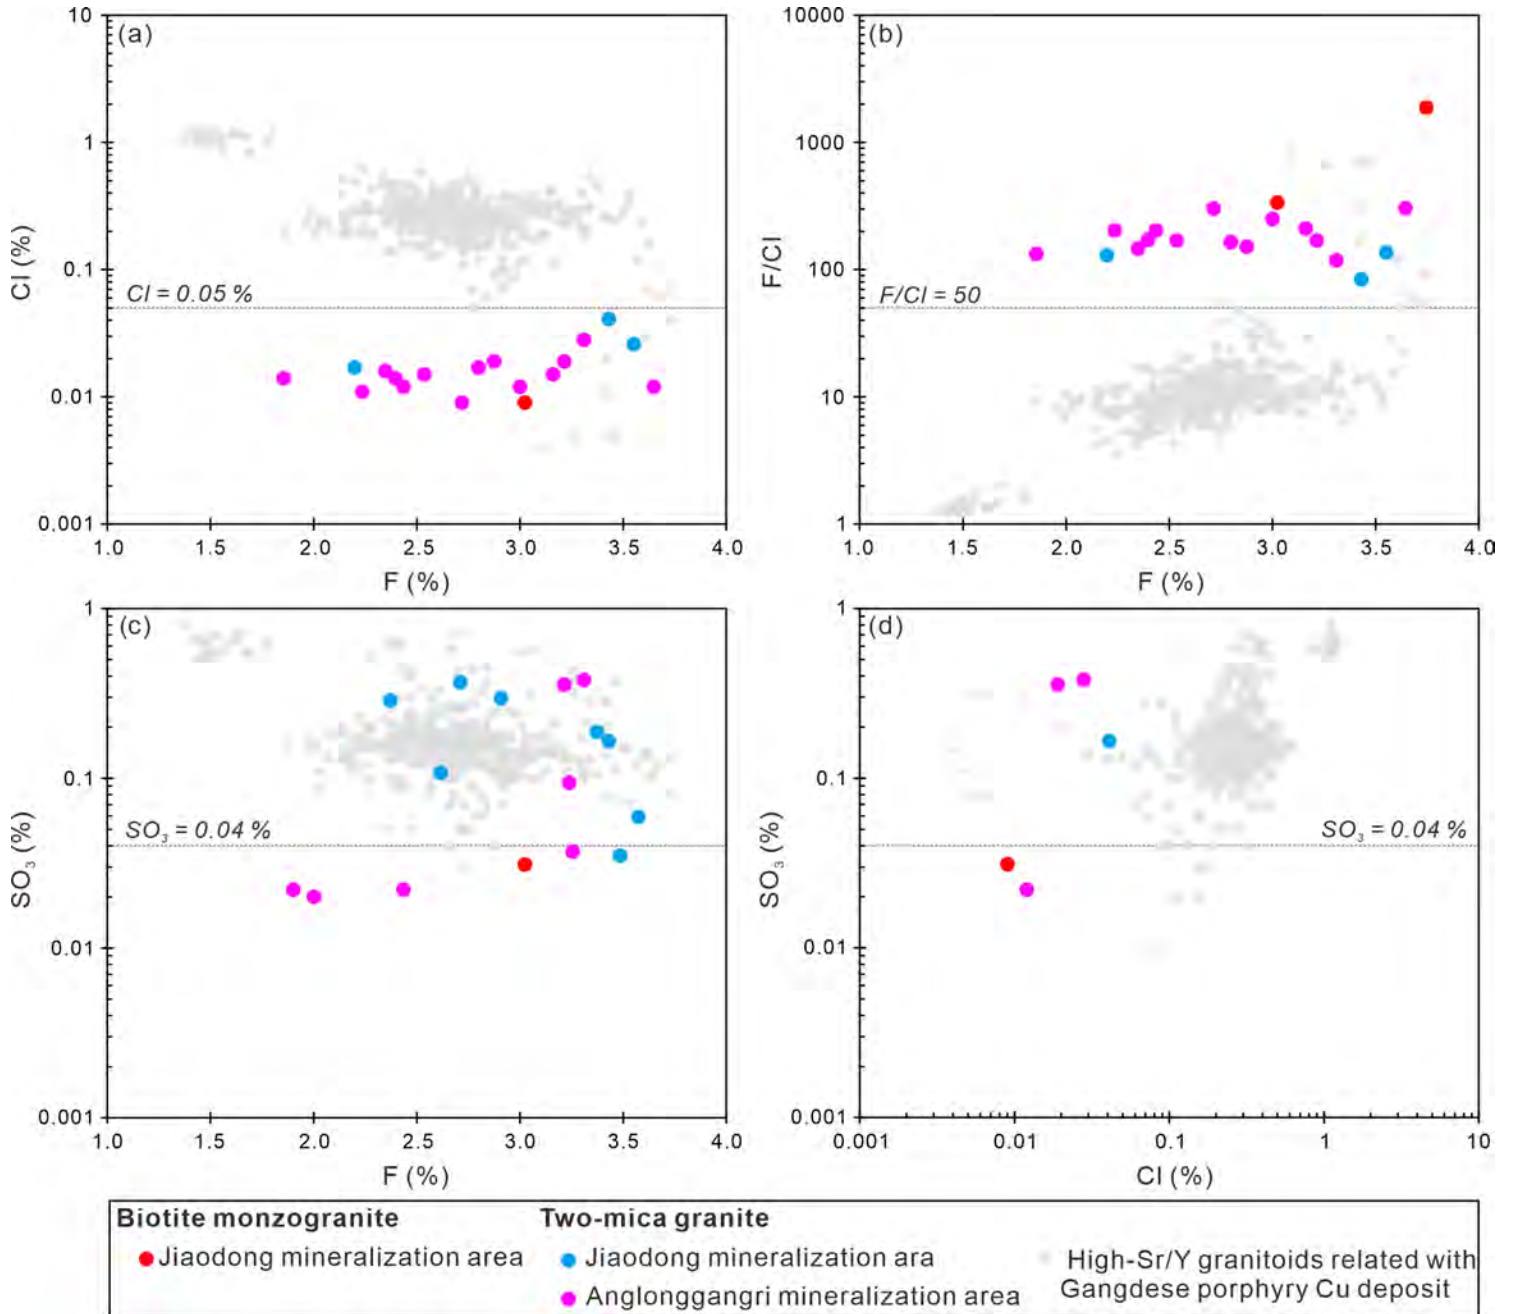 (a)
10
1
0.1
0.01
0.001
Cl (%)
Cl = 0.05 %
1.0 1.5 2.0 2.5 3.0 3.5 4.0
F (%)
(b)
10000
1000
100
10
1
F/Cl
F/Cl = 50
1.0 1.5 2.0 2.5 3.0 3.5 4.0
F (%)
(c)
1
0.1
0.01
0.001
SO₃ (%)
SO₃ = 0.04 %
1.0 1.5 2.0 2.5 3.0 3.5 4.0
F (%)
(d)
1
0.1
0.01
0.001
SO₃ (%)
SO₃ = 0.04 %
0.001 0.01 0.1 1 10
Cl (%)
Biotite monzogranite
Jiaodong mineralization area
Two-mica granite
Jiaodong mineralization ara
Anglonggangri mineralization area
High-Sr/Y granitoids related with
Gangdese porphyry Cu deposit